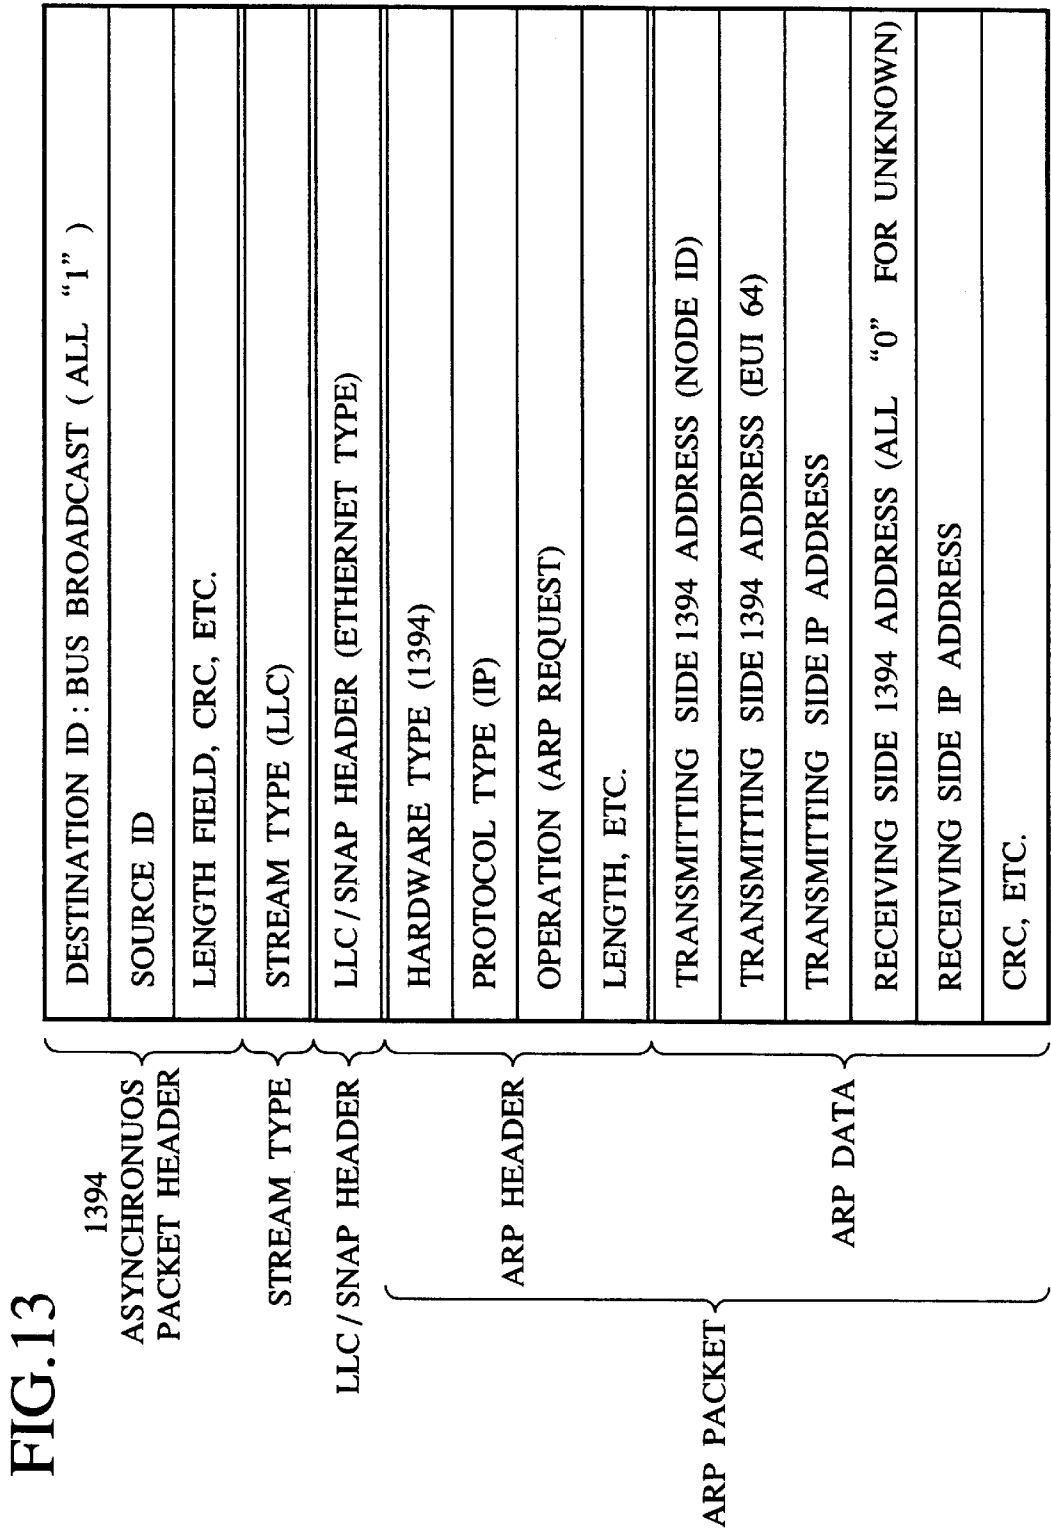 FIG.13
1394
ASYNCHRONUOS
PACKET HEADER
DESTINATION ID : BUS BROADCAST ( ALL “1” )
SOURCE ID
LENGTH FIELD, CRC, ETC.
STREAM TYPE
STREAM TYPE (LLC)
LLC / SNAP HEADER
LLC / SNAP HEADER (ETHERNET TYPE)
ARP PACKET
ARP HEADER
HARDWARE TYPE (1394)
PROTOCOL TYPE (IP)
OPERATION (ARP REQUEST)
LENGTH, ETC.
ARP DATA
TRANSMITTING SIDE 1394 ADDRESS (NODE ID)
TRANSMITTING SIDE 1394 ADDRESS (EUI 64)
TRANSMITTING SIDE IP ADDRESS
RECEIVING SIDE 1394 ADDRESS (ALL “0” FOR UNKNOWN)
RECEIVING SIDE IP ADDRESS
CRC, ETC.